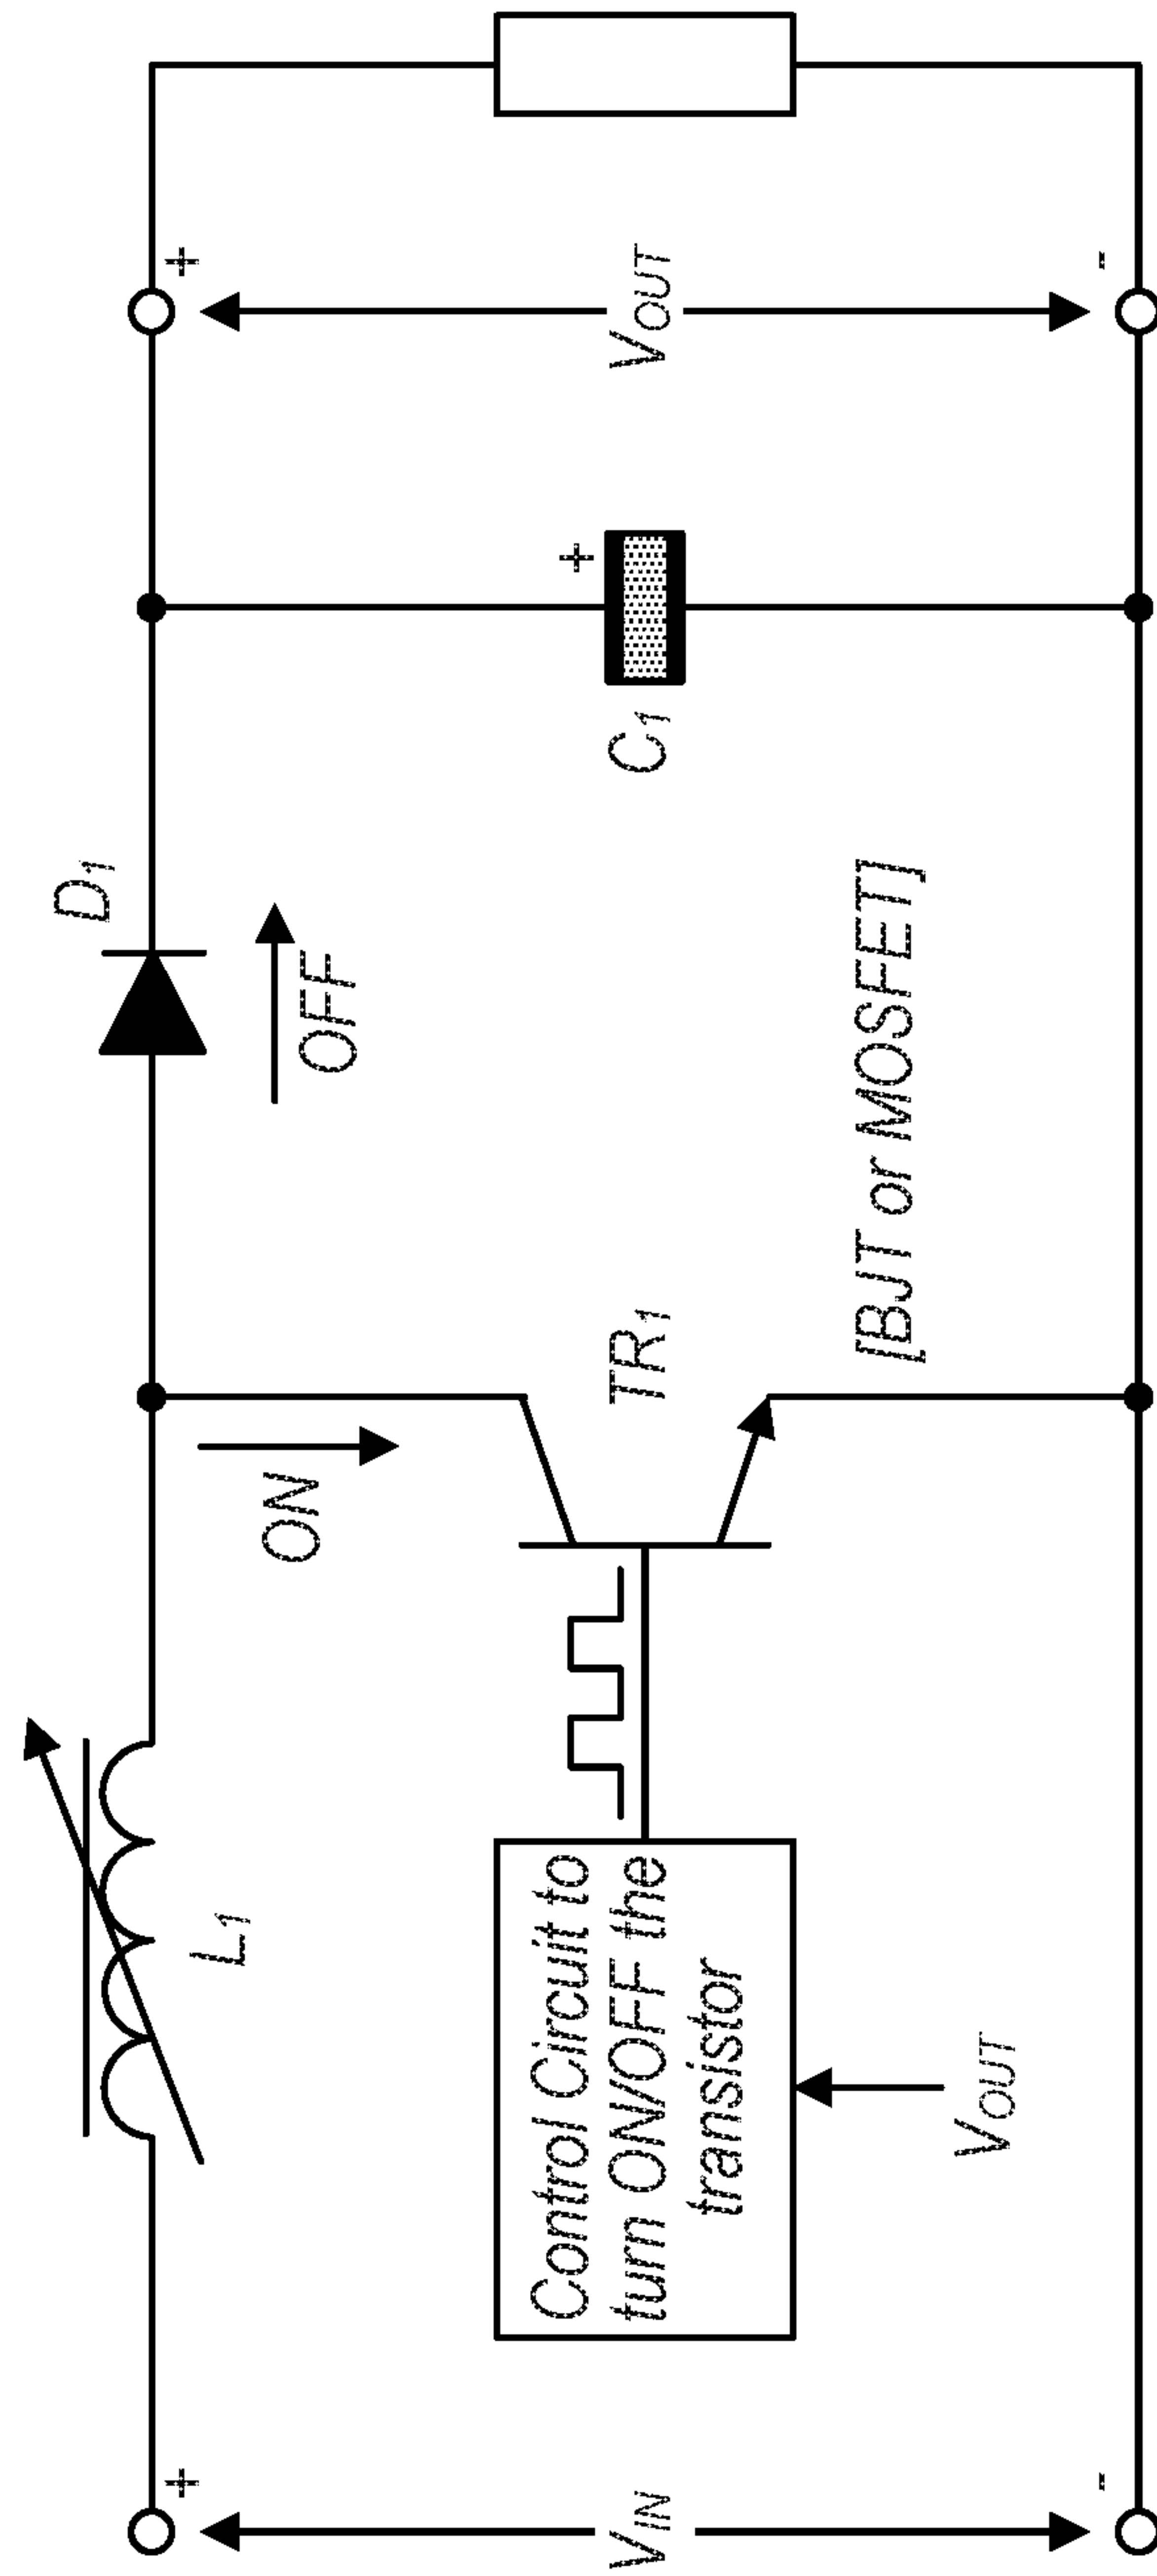 L1
D1
+
+
ON
OFF
+
Control Circuit to
turn ON/OFF the
transistor
VIN
TR1
C1
VOUT
[BJT or MOSFET]
VOUT
-
-